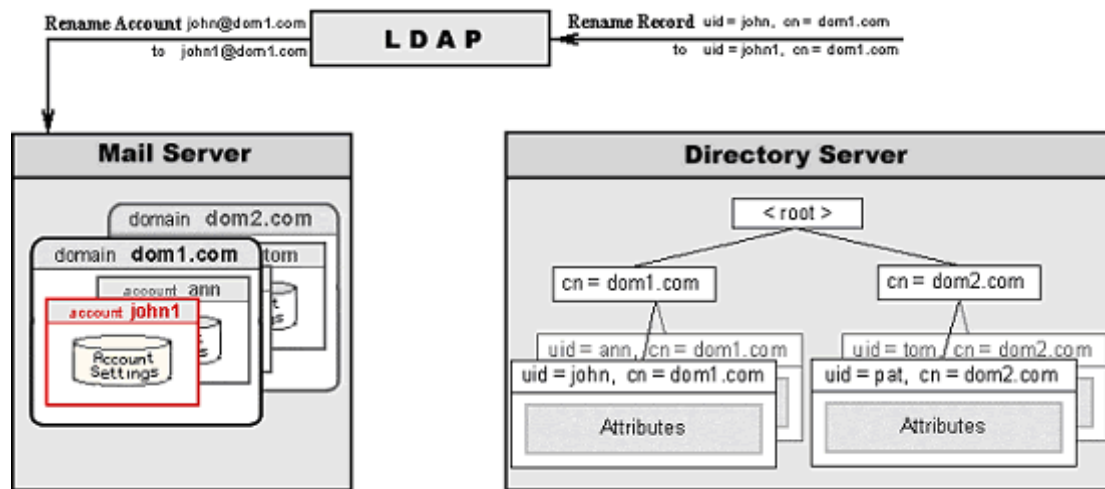 Rename Account john@dom1.com
to john1@dom1.com
LDAP
Rename Record uid = john, cn = dom1.com
to uid = john1, cn = dom1.com
Mail Server
domain dom2.com
tom
domain dom1.com
account ann
account john1
Account
Settings
Directory Server
< root >
cn = dom1.com
cn = dom2.com
uid = ann, cn = dom1.com
uid = tom, cn = dom2.com
uid = john, cn = dom1.com
uid = pat, cn = dom2.com
Attributes
Attributes